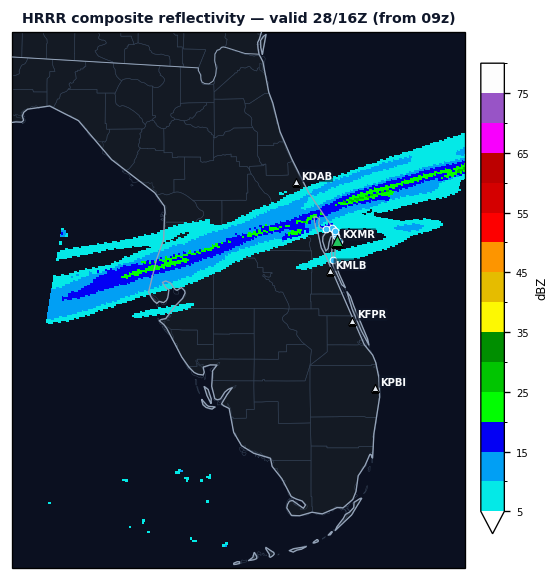 HRRR composite reflectivity — valid 28/16Z (from 09z)
KDAB
KXMR
KMLB
KFPR
KPBI
75
65
55
45
35
25
15
5
dBZ